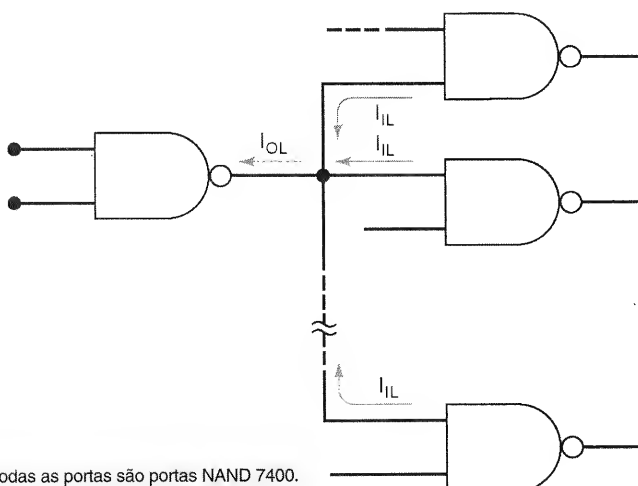 I_IL
I_OL
I_IL
I_IL
odas as portas são portas NAND 7400.